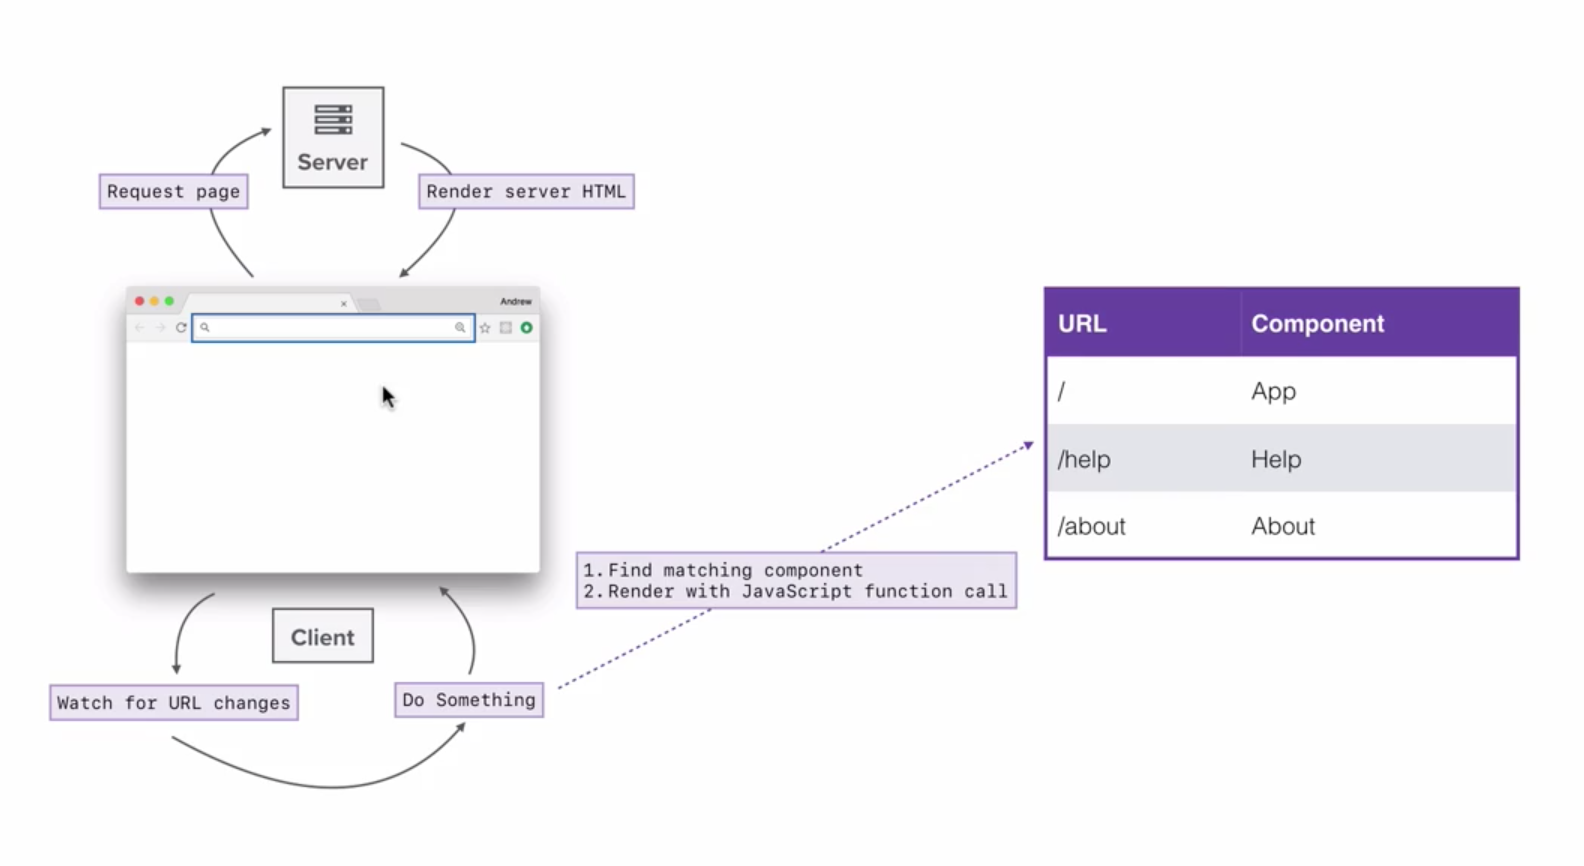 Server
Request page
Render server HTML
Andrew
URL Component
/ App
/help Help
/about About
1. Find matching component
2. Render with JavaScript function call
Client
Watch for URL changes
Do Something